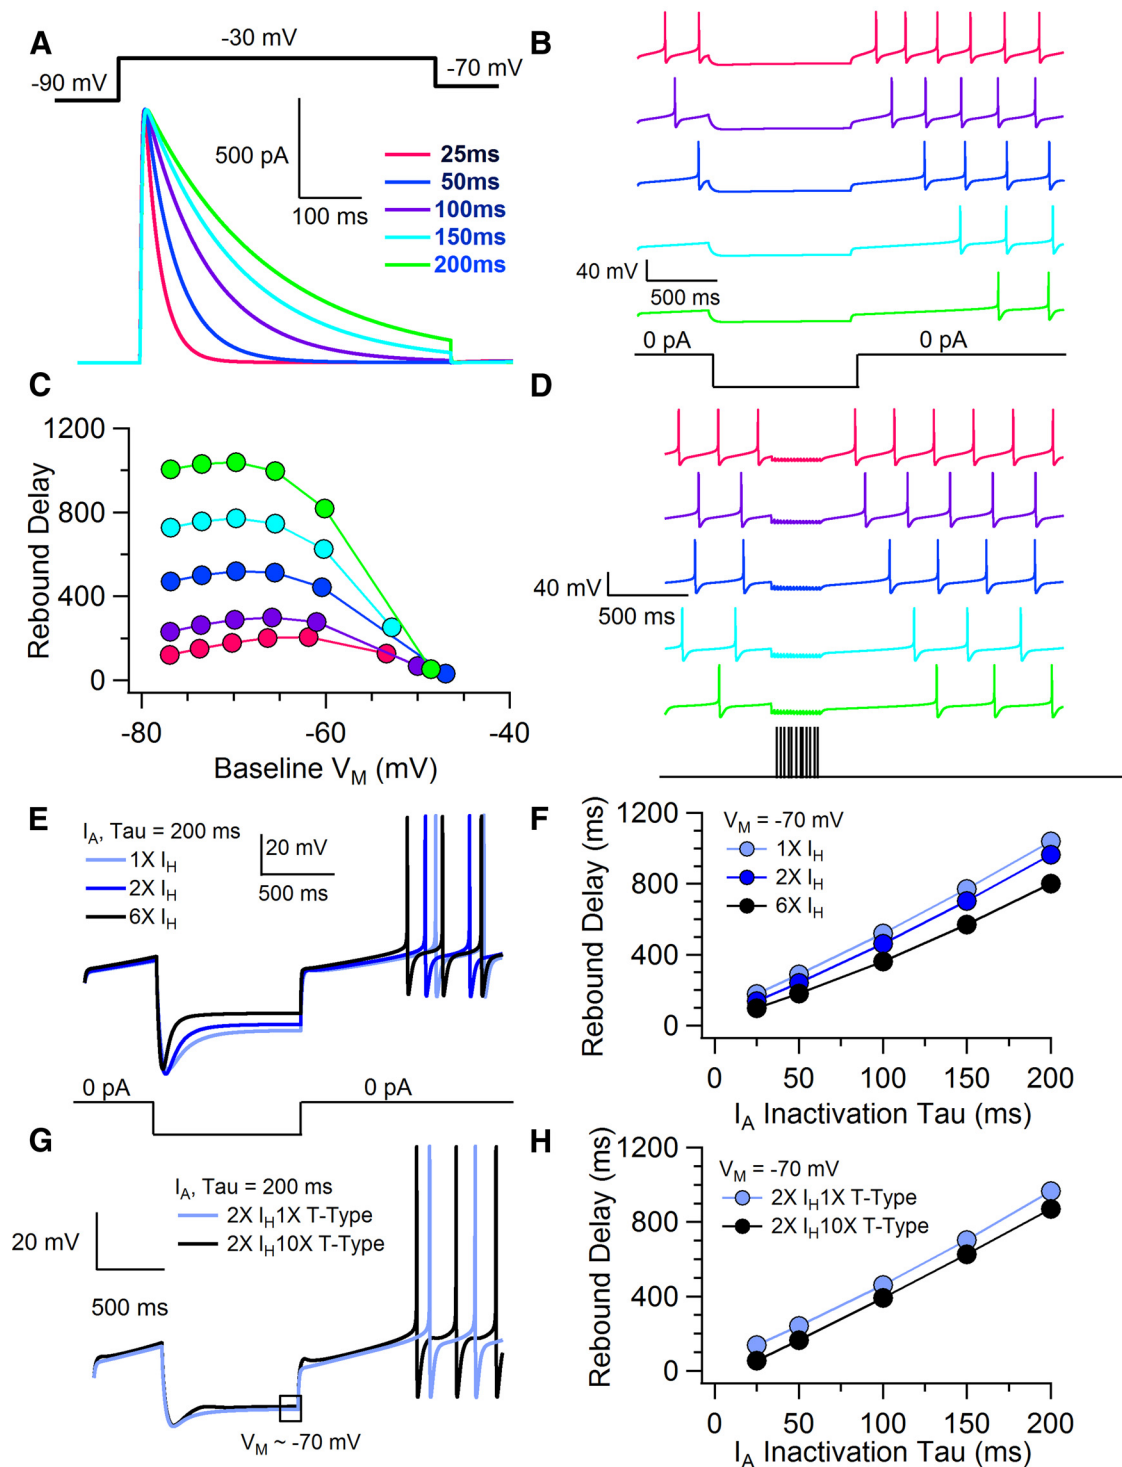 A
-30 mV
-90 mV
-70 mV
500 pA
100 ms
25ms
50ms
100ms
150ms
200ms
B
40 mV
500 ms
0 pA
0 pA
C
Rebound Delay
1200
800
400
0
-80
-60
-40
Baseline VM (mV)
D
40 mV
500 ms
E
IA, Tau = 200 ms
1X IH
2X IH
6X IH
20 mV
500 ms
0 pA
0 pA
F
Rebound Delay (ms)
1200
800
400
0
VM = -70 mV
1X IH
2X IH
6X IH
0
50
100
150
200
IA Inactivation Tau (ms)
G
IA, Tau = 200 ms
2X IH1X T-Type
2X IH10X T-Type
20 mV
500 ms
VM ~ -70 mV
H
Rebound Delay (ms)
1200
800
400
0
VM = -70 mV
2X IH1X T-Type
2X IH10X T-Type
0
50
100
150
200
IA Inactivation Tau (ms)